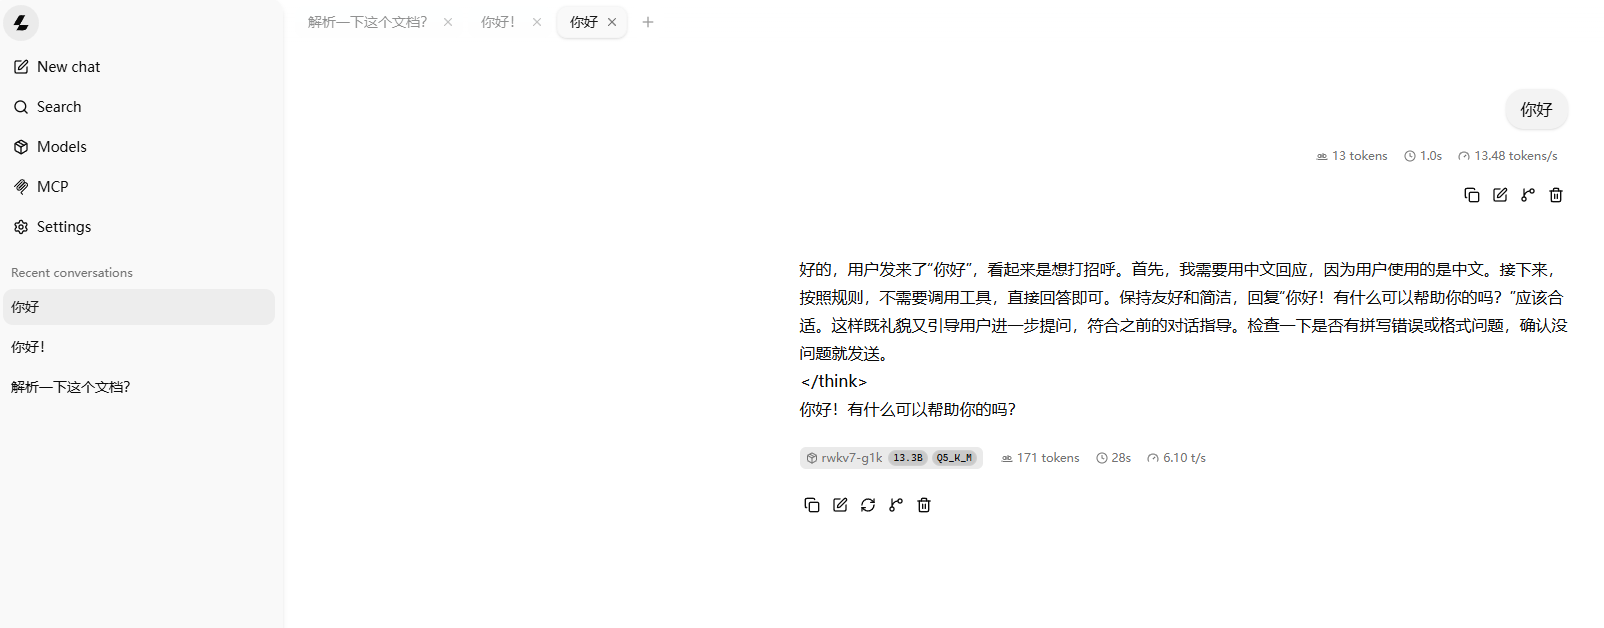 解析一下这个文档？
你好！
你好
New chat
Search
Models
MCP
Settings
Recent conversations
你好
你好！
解析一下这个文档？
你好
13 tokens 1.0s 13.48 tokens/s
好的，用户发来了“你好”，看起来是想打招呼。首先，我需要用中文回应，因为用户使用的是中文。接下来，
按照规则，不需要调用工具，直接回答即可。保持友好和简洁，回复“你好！有什么可以帮助你的吗？”应该合
适。这样既礼貌又引导用户进一步提问，符合之前的对话指导。检查一下是否有拼写错误或格式问题，确认没
问题就发送。
</think>
你好！有什么可以帮助你的吗？
rwkv7-g1k 13.3B Q5_K_M 171 tokens 28s 6.10 t/s